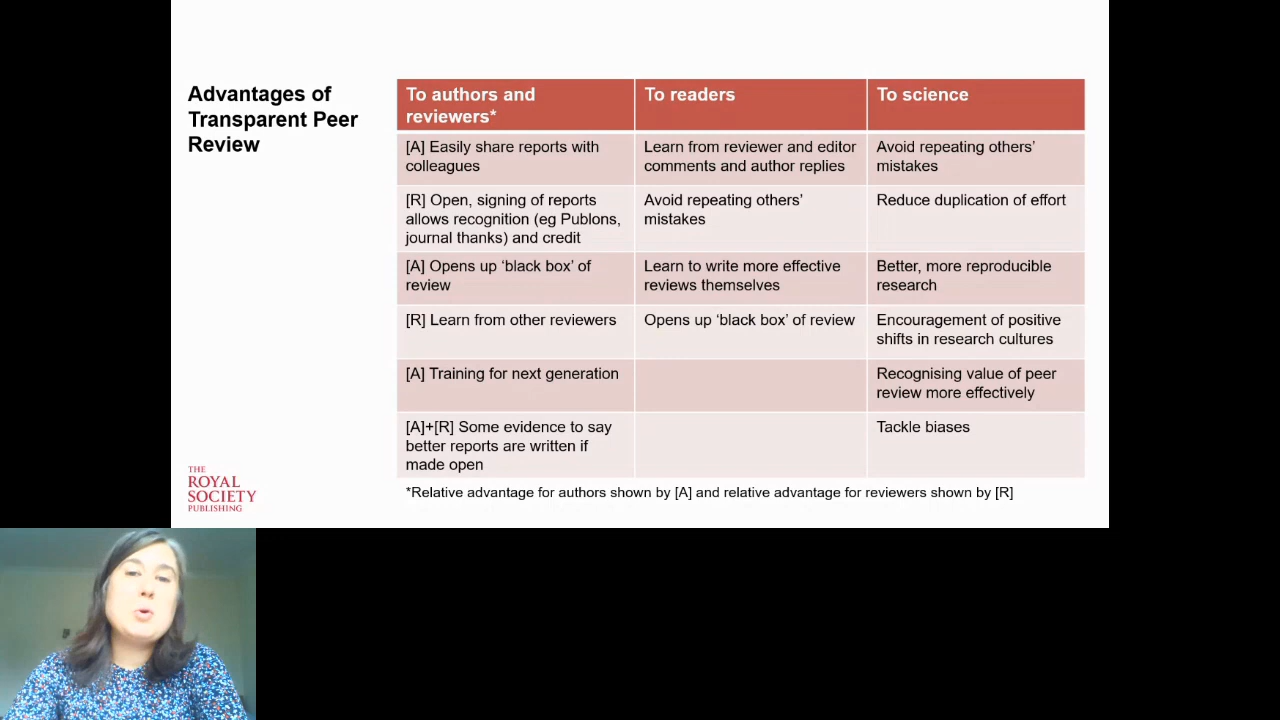 Advantages of
Transparent Peer
Review
To authors and
reviewers*
To readers
To science
[A] Easily share reports with
colleagues
Learn from reviewer and editor
comments and author replies
Avoid repeating others’
mistakes
[R] Open, signing of reports
allows recognition (eg Publons,
journal thanks) and credit
Avoid repeating others’
mistakes
Reduce duplication of effort
[A] Opens up ‘black box’ of
review
Learn to write more effective
reviews themselves
Better, more reproducible
research
[R] Learn from other reviewers
Opens up ‘black box’ of review
Encouragement of positive
shifts in research cultures
[A] Training for next generation
Recognising value of peer
review more effectively
[A]+[R] Some evidence to say
better reports are written if
made open
Tackle biases
*Relative advantage for authors shown by [A] and relative advantage for reviewers shown by [R]
THE
ROYAL
SOCIETY
PUBLISHING